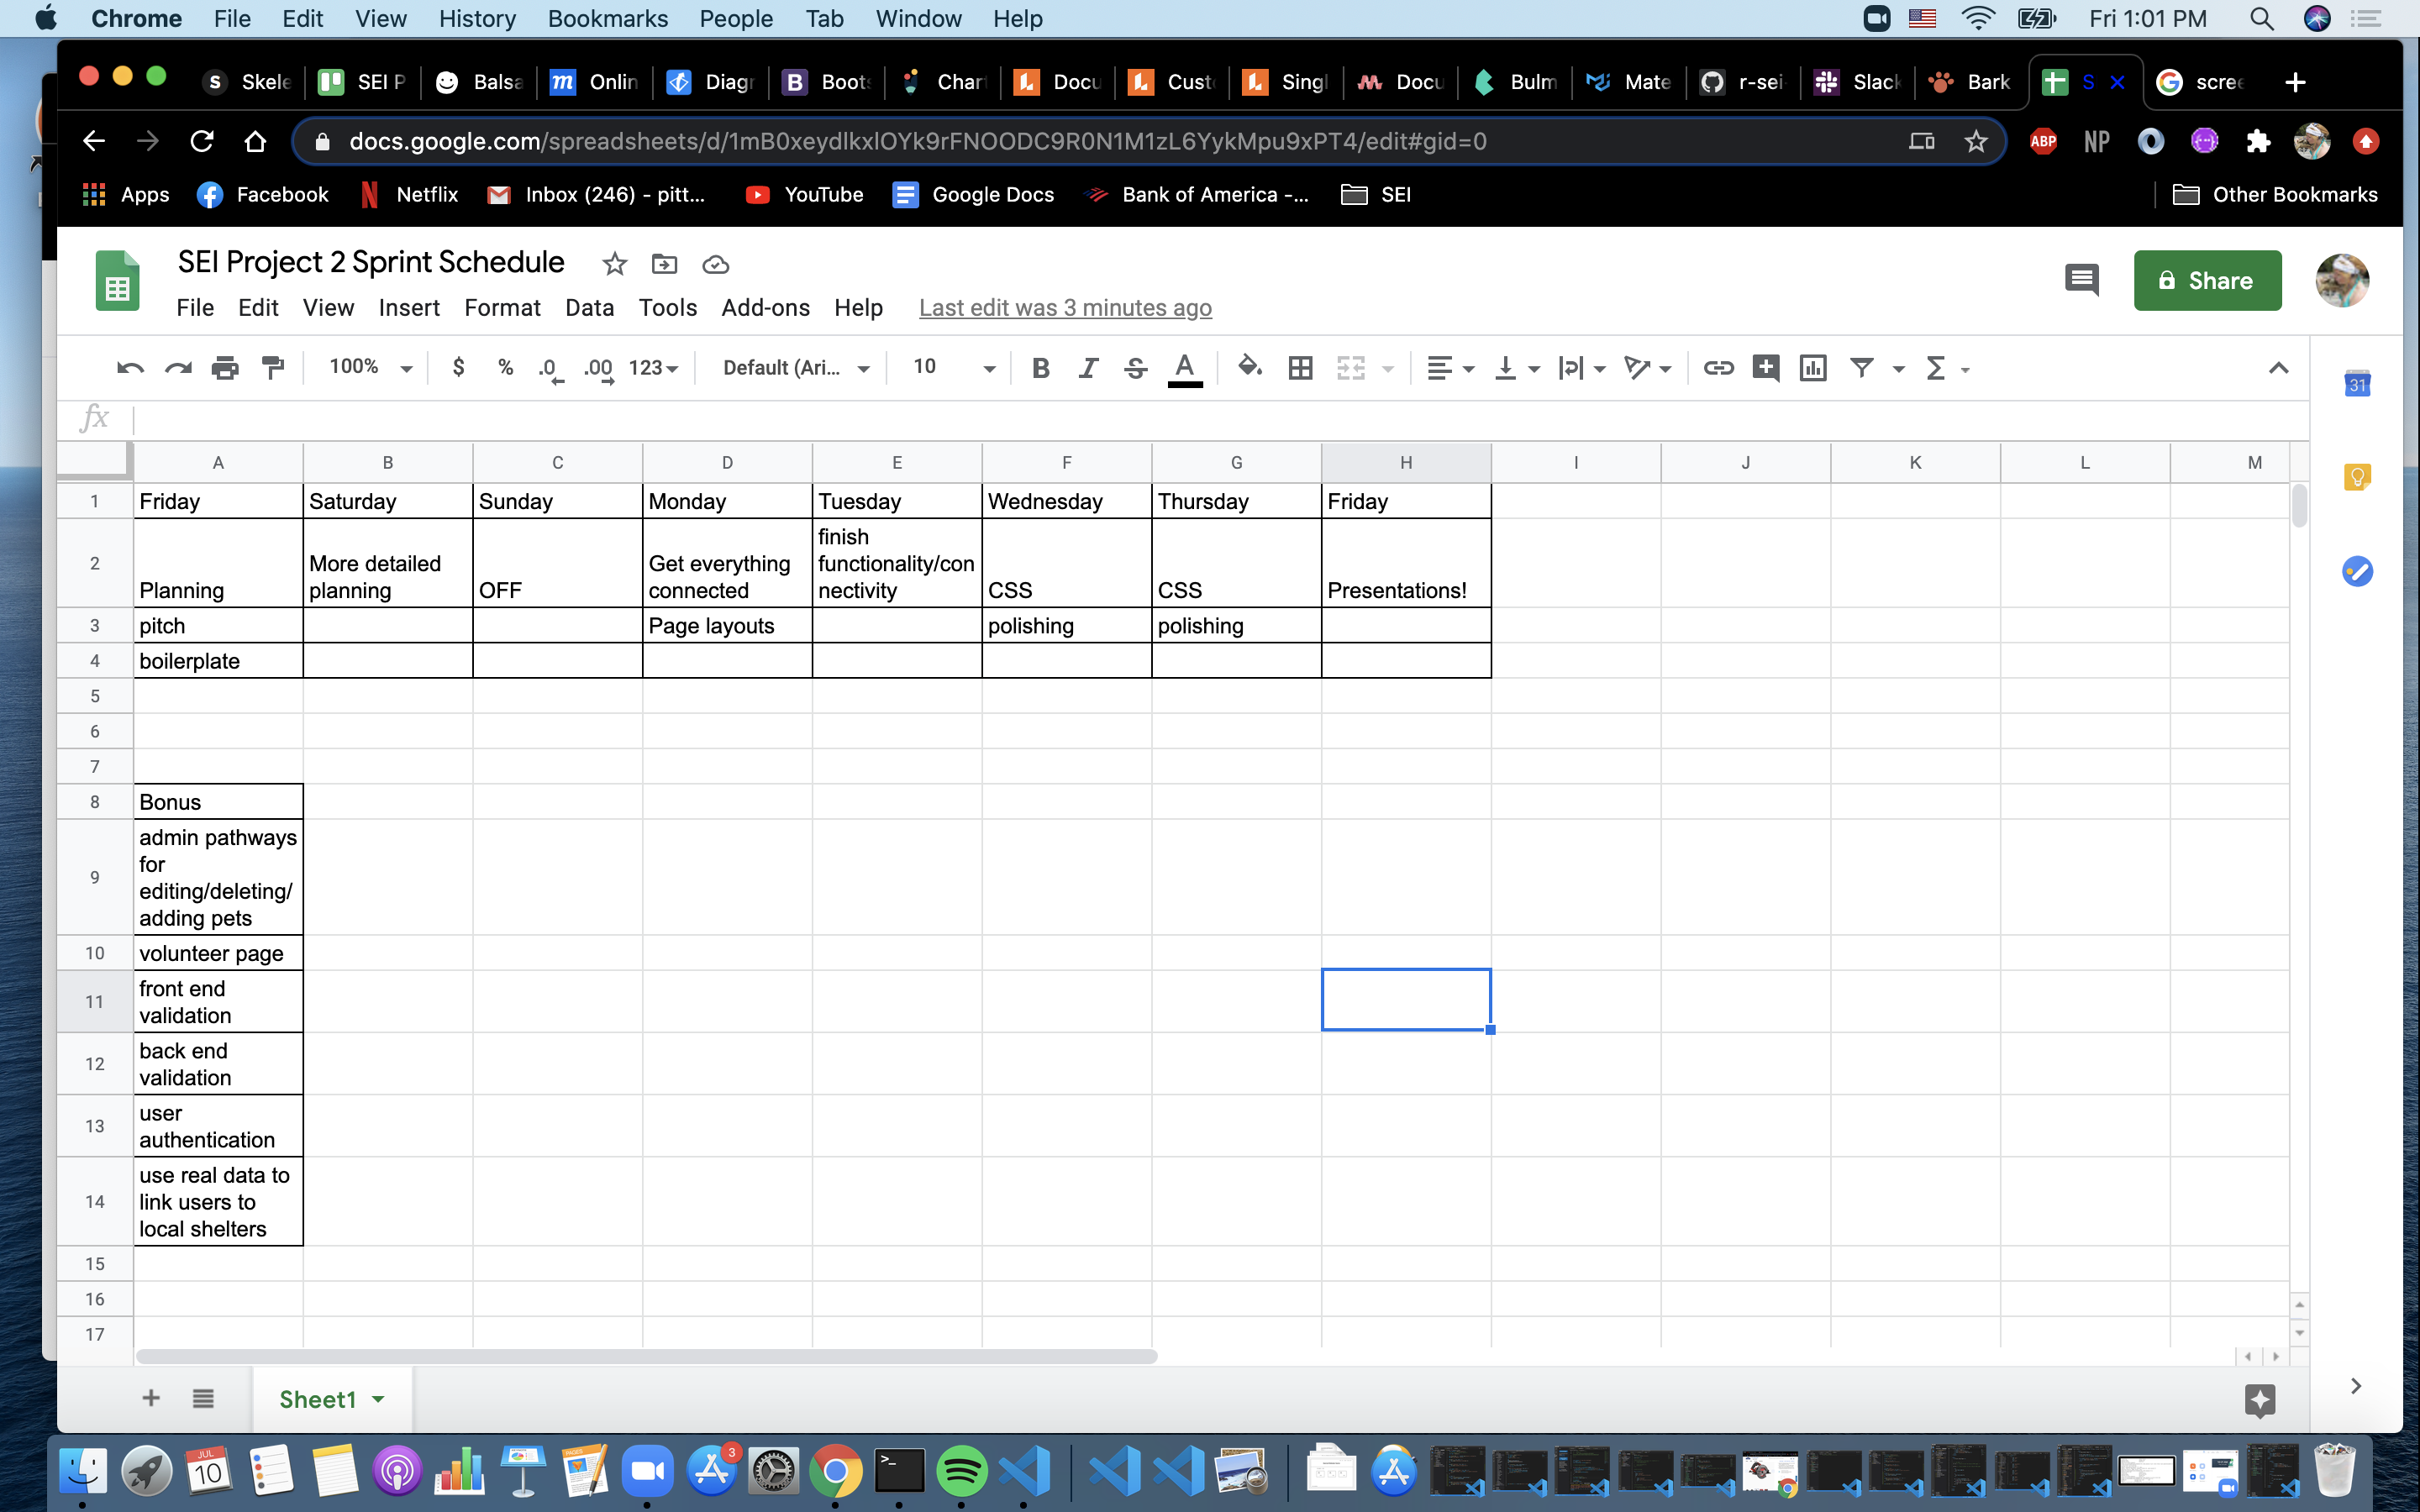 Chrome File Edit View History Bookmarks People Tab Window Help Fri 1:01 PM
S Skele SEI P Balsa m Onlin Diagr B Boots Chart Docu Cust Singl Docu Bulm Mate r-sei- Slack Bark S scree
docs.google.com/spreadsheets/d/1mB0xeydlkxlOYk9rFNOODC9R0N1M1zL6YykMpu9xPT4/edit#gid=0 ABP NP
Apps Facebook Netflix Inbox (246) - pitt... YouTube Google Docs Bank of America -... SEI Other Bookmarks
SEI Project 2 Sprint Schedule
File Edit View Insert Format Data Tools Add-ons Help Last edit was 3 minutes ago
Share
100% $ % .0 .00 123 Default (Ari... 10 B I S A Σ
31
fx
A B C D E F G H I J K L M
1 Friday Saturday Sunday Monday Tuesday Wednesday Thursday Friday
2 Planning More detailed planning OFF Get everything connected finish functionality/connectivity CSS CSS Presentations!
3 pitch Page layouts polishing polishing
4 boilerplate
5
6
7
8 Bonus
9 admin pathways
for
editing/deleting/
adding pets
10 volunteer page
11 front end
validation
12 back end
validation
13 user
authentication
14 use real data to
link users to
local shelters
15
16
17
Sheet1
JUL
10
PAGES
3